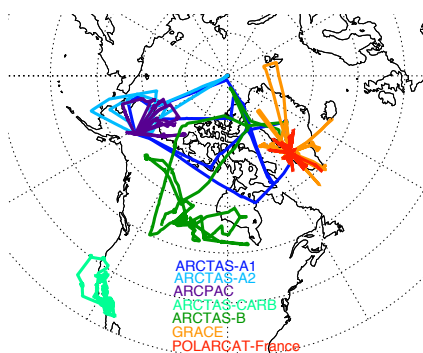 ARCTAS-A1
ARCTAS-A2
ARCPAC
ARCTAS-CARB
ARCTAS-B
GRACE
POLARCAT-France